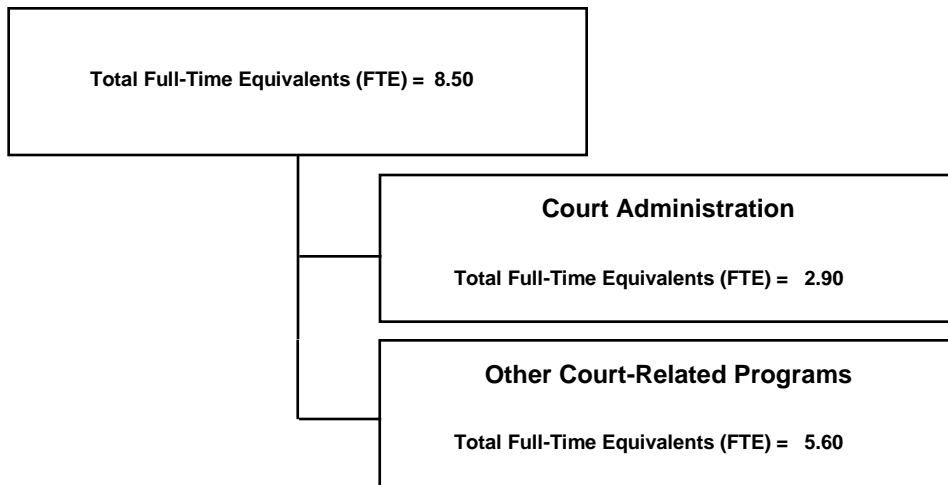 Total Full-Time Equivalents (FTE) = 8.50
Court Administration
Total Full-Time Equivalents (FTE) = 2.90
Other Court-Related Programs
Total Full-Time Equivalents (FTE) = 5.60